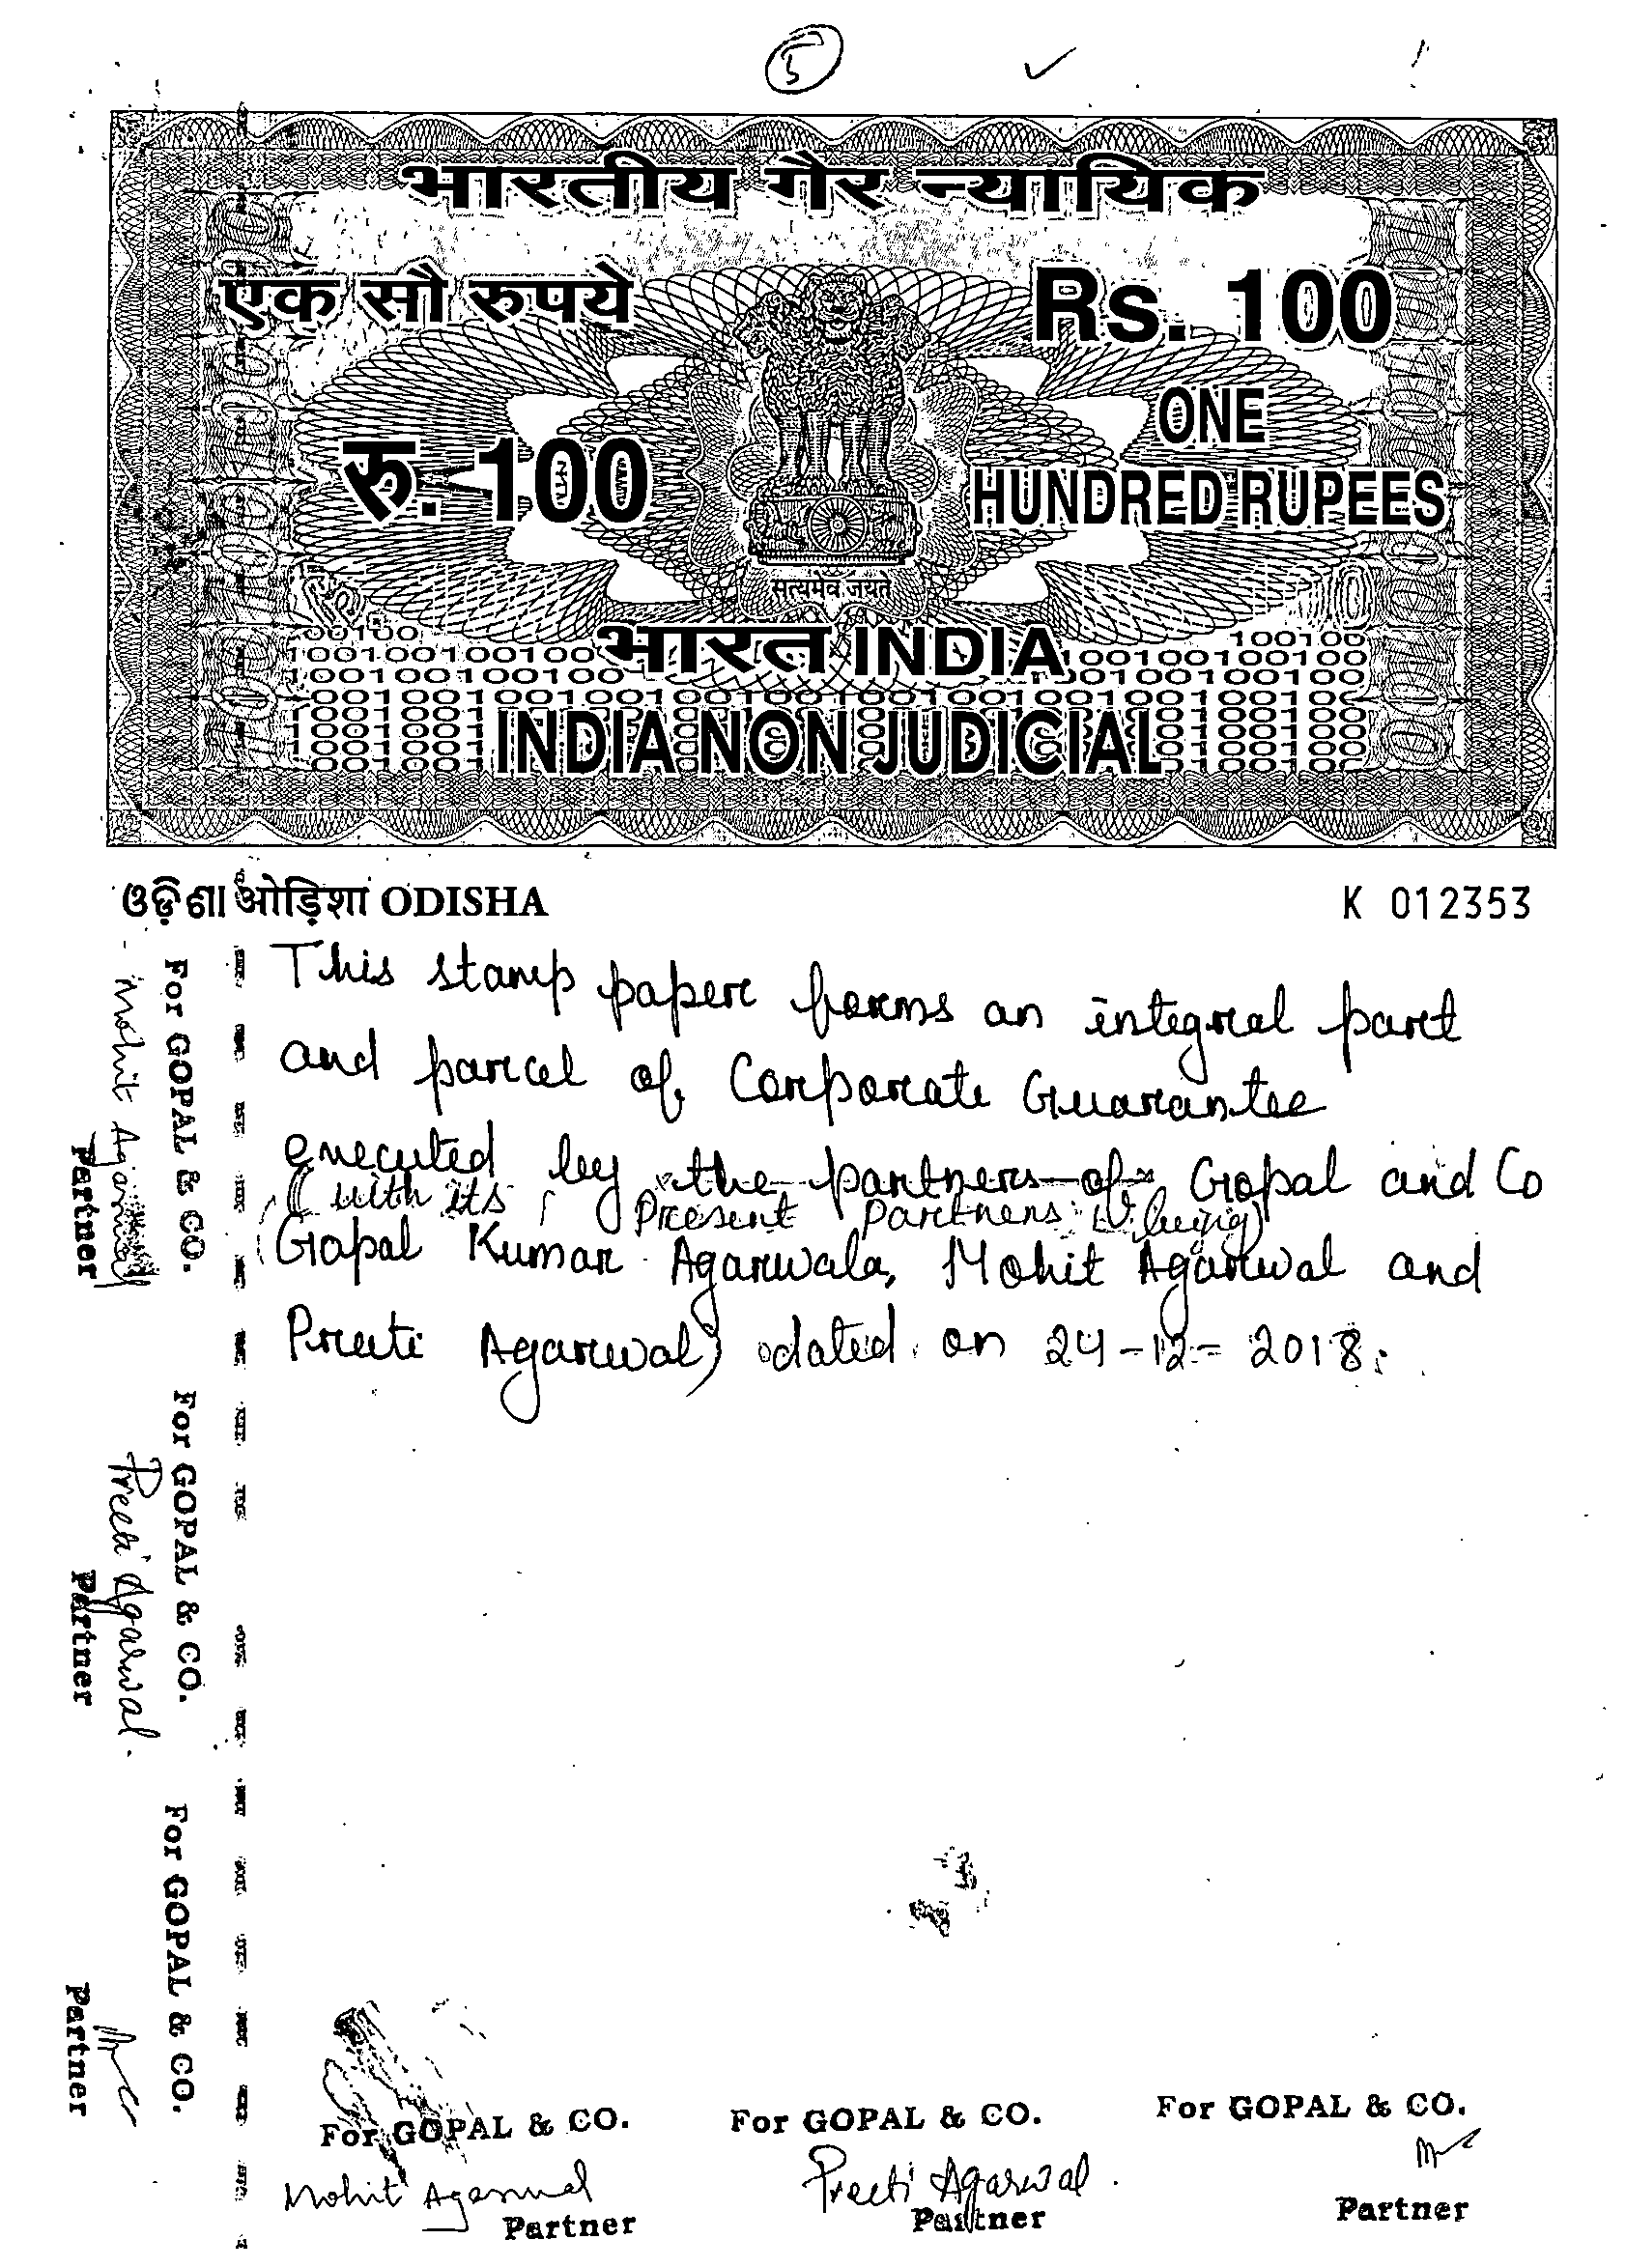 5
भारतीय गैर न्यायिक
एक सौ रुपये
Rs. 100
रु. 100
ONE
HUNDRED RUPEES
सत्यमेव जयते
भारत INDIA
INDIA NON JUDICIAL
ଓଡ଼ିଶା ओड़िशा ODISHA
K 012353
This stamp paper forms an integral part
and parcel of Corporate Guarantee
executed by the partners of Gopal and Co
(with its Present Partners being
Gopal Kumar Agarwala, Mohit Agarwal and
Preeti Agarwal) dated on 24-12-2018.
For GOPAL & CO.
Mohit Agarwal
Partner
For GOPAL & CO.
Preeti Agarwal.
Partner
For GOPAL & CO.
Partner
For GOPAL & CO.
Mohit Agarwal
Partner
For GOPAL & CO.
Preeti Agarwal.
Partner
For GOPAL & CO.
Partner